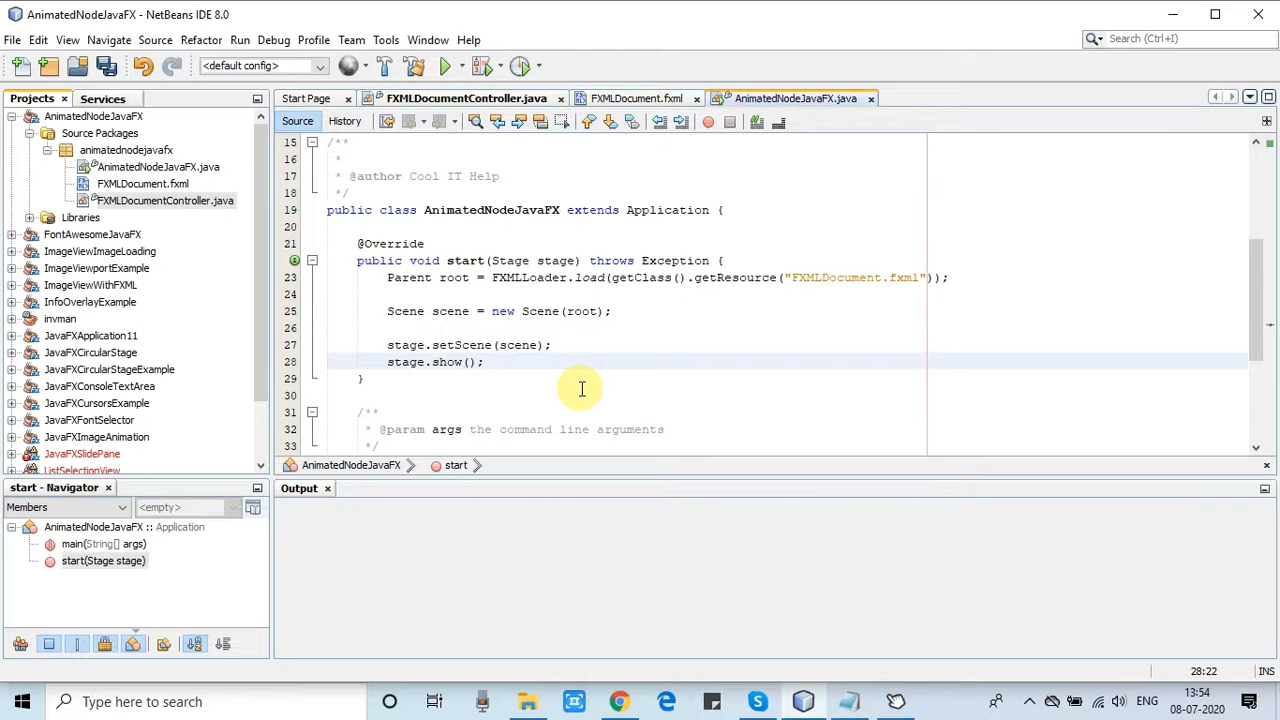 AnimatedNodeJavaFX - NetBeans IDE 8.0
File Edit View Navigate Source Refactor Run Debug Profile Team Tools Window Help
Search (Ctrl+I)
<default config>
Projects Services
Start Page FXMLDocumentController.java FXMLDocument.fxml AnimatedNodeJavaFX.java
Source History
AnimatedNodeJavaFX
Source Packages
animatednodejavafx
AnimatedNodeJavaFX.java
FXMLDocument.fxml
FXMLDocumentController.java
Libraries
FontAwesomeJavaFX
ImageViewImageLoading
ImageViewportExample
ImageViewWithFXML
InfoOverlayExample
invman
JavaFXApplication11
JavaFXCircularStage
JavaFXCircularStageExample
JavaFXConsoleTextArea
JavaFXCursorsExample
JavaFXFontSelector
JavaFXImageAnimation
JavaFXSlidePane
ListSelectionView
15 /**
16 *
17 * @author Cool IT Help
18 */
19 public class AnimatedNodeJavaFX extends Application {
20
21 @Override
public void start(Stage stage) throws Exception {
23 Parent root = FXMLLoader.load(getClass().getResource("FXMLDocument.fxml"));
24
25 Scene scene = new Scene(root);
26
27 stage.setScene(scene);
28 stage.show();
29 }
30
31 /**
32 * @param args the command line arguments
33 */
AnimatedNodeJavaFX start
start - Navigator
Members <empty>
AnimatedNodeJavaFX :: Application
main(String[] args)
start(Stage stage)
Output
28:22 INS
Type here to search
ENG
13:54
08-07-2020